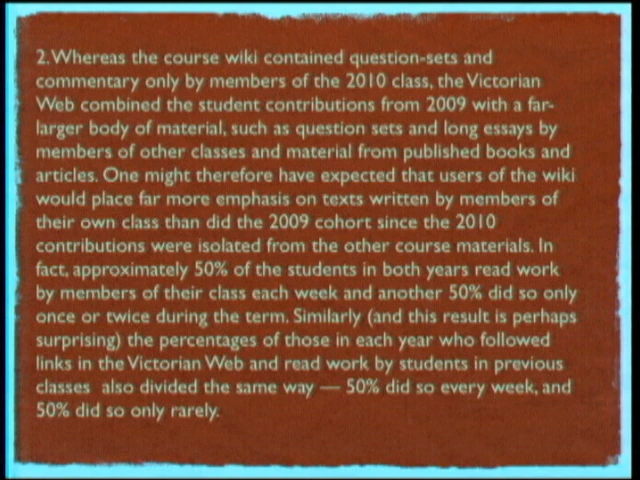 2.Whereas the course wiki contained question-sets and
commentary only by members of the 2010 class, the Victorian
Web combined the student contributions from 2009 with a far-
larger body of material, such as question sets and long essays by
members of other classes and material from published books and
articles. One might therefore have expected that users of the wiki
would place far more emphasis on texts written by members of
their own class than did the 2009 cohort since the 2010
contributions were isolated from the other course materials. In
fact, approximately 50% of the students in both years read work
by members of their class each week and another 50% did so only
once or twice during the term. Similarly (and this result is perhaps
surprising) the percentages of those in each year who followed
links in the Victorian Web and read work by students in previous
classes also divided the same way — 50% did so every week, and
50% did so only rarely.